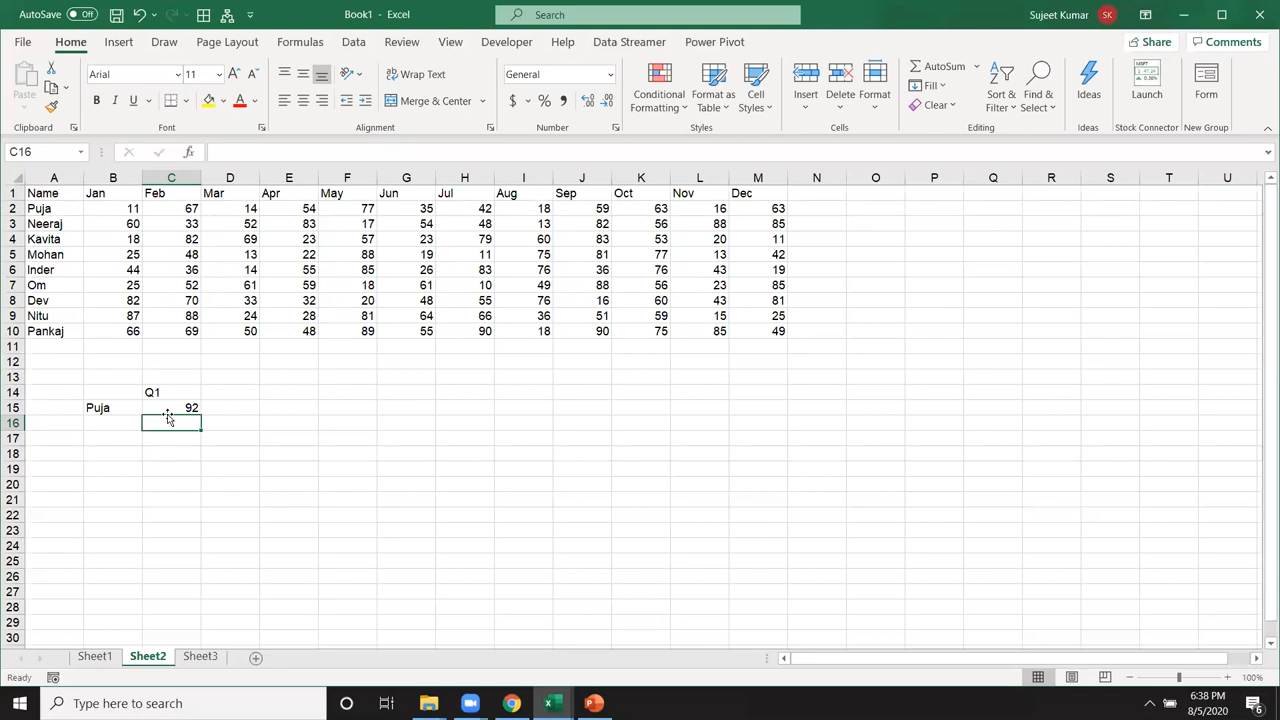 AutoSave Off Book1 - Excel Search Sujeet Kumar SK
File Home Insert Draw Page Layout Formulas Data Review View Developer Help Data Streamer Power Pivot Share Comments
Paste Arial 11 Wrap Text General Conditional Formatting Format as Table Cell Styles Insert Delete Format AutoSum Sort & Filter Find & Select Ideas Launch Form
B I U Merge & Center $ % Fill Clear
Clipboard Font Alignment Number Styles Cells Editing Ideas Stock Connector New Group
C16 fx
A B C D E F G H I J K L M N O P Q R S T U
1 Name Jan Feb Mar Apr May Jun Jul Aug Sep Oct Nov Dec
2 Puja 11 67 14 54 77 35 42 18 59 63 16 63
3 Neeraj 60 33 52 83 17 54 48 13 82 56 88 85
4 Kavita 18 82 69 23 57 23 79 60 83 53 20 11
5 Mohan 25 48 13 22 88 19 11 75 81 77 13 42
6 Inder 44 36 14 55 85 26 83 76 36 76 43 19
7 Om 25 52 61 59 18 61 10 49 88 56 23 85
8 Dev 82 70 33 32 20 48 55 76 16 60 43 81
9 Nitu 87 88 24 28 81 64 66 36 51 59 15 25
10 Pankaj 66 69 50 48 89 55 90 18 90 75 85 49
11
12
13
14 Q1
15 Puja 92
16
17
18
19
20
21
22
23
24
25
26
27
28
29
30
Sheet1 Sheet2 Sheet3
Ready 100%
Type here to search 6:38 PM
8/5/2020 6